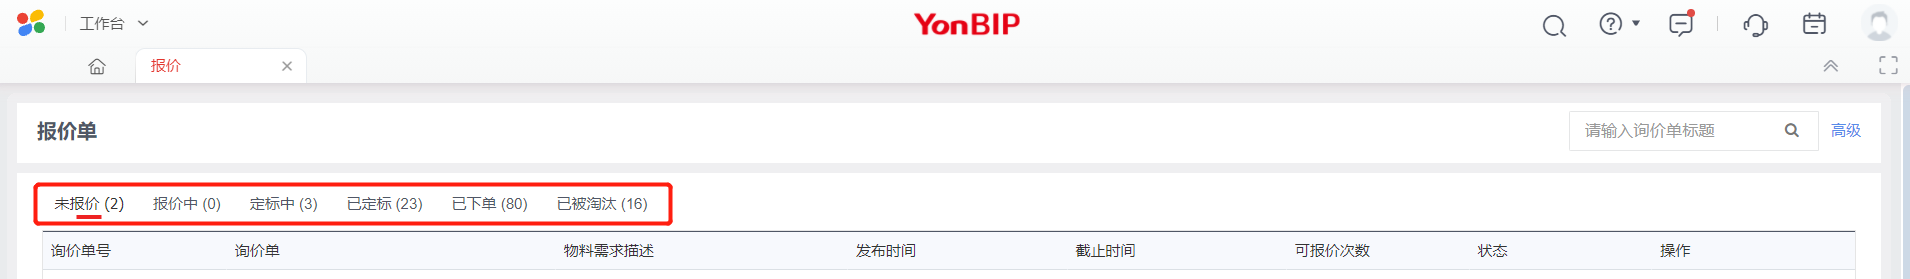 工作台
YonBIP
报价
报价单
请输入询价单标题
高级
未报价 (2) 报价中 (0) 定标中 (3) 已定标 (23) 已下单 (80) 已被淘汰 (16)
询价单号 询价单 物料需求描述 发布时间 截止时间 可报价次数 状态 操作